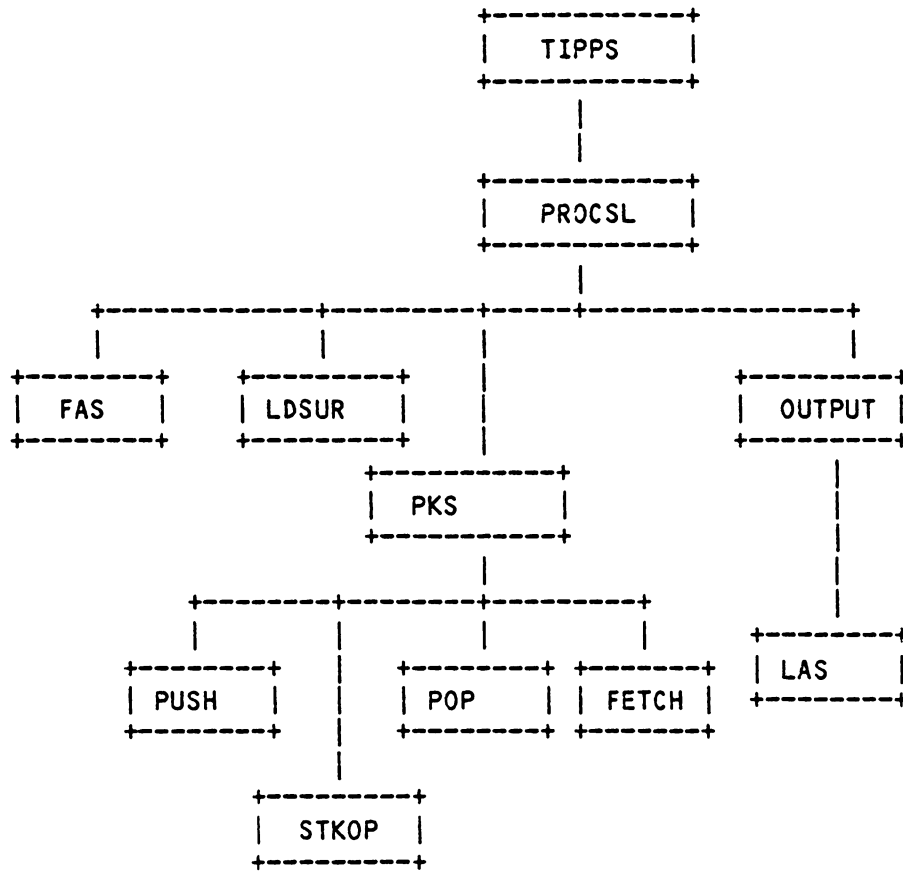 TIPPS
PROCSL
FAS
LDSUR
OUTPUT
PKS
PUSH
POP
FETCH
LAS
STKOP